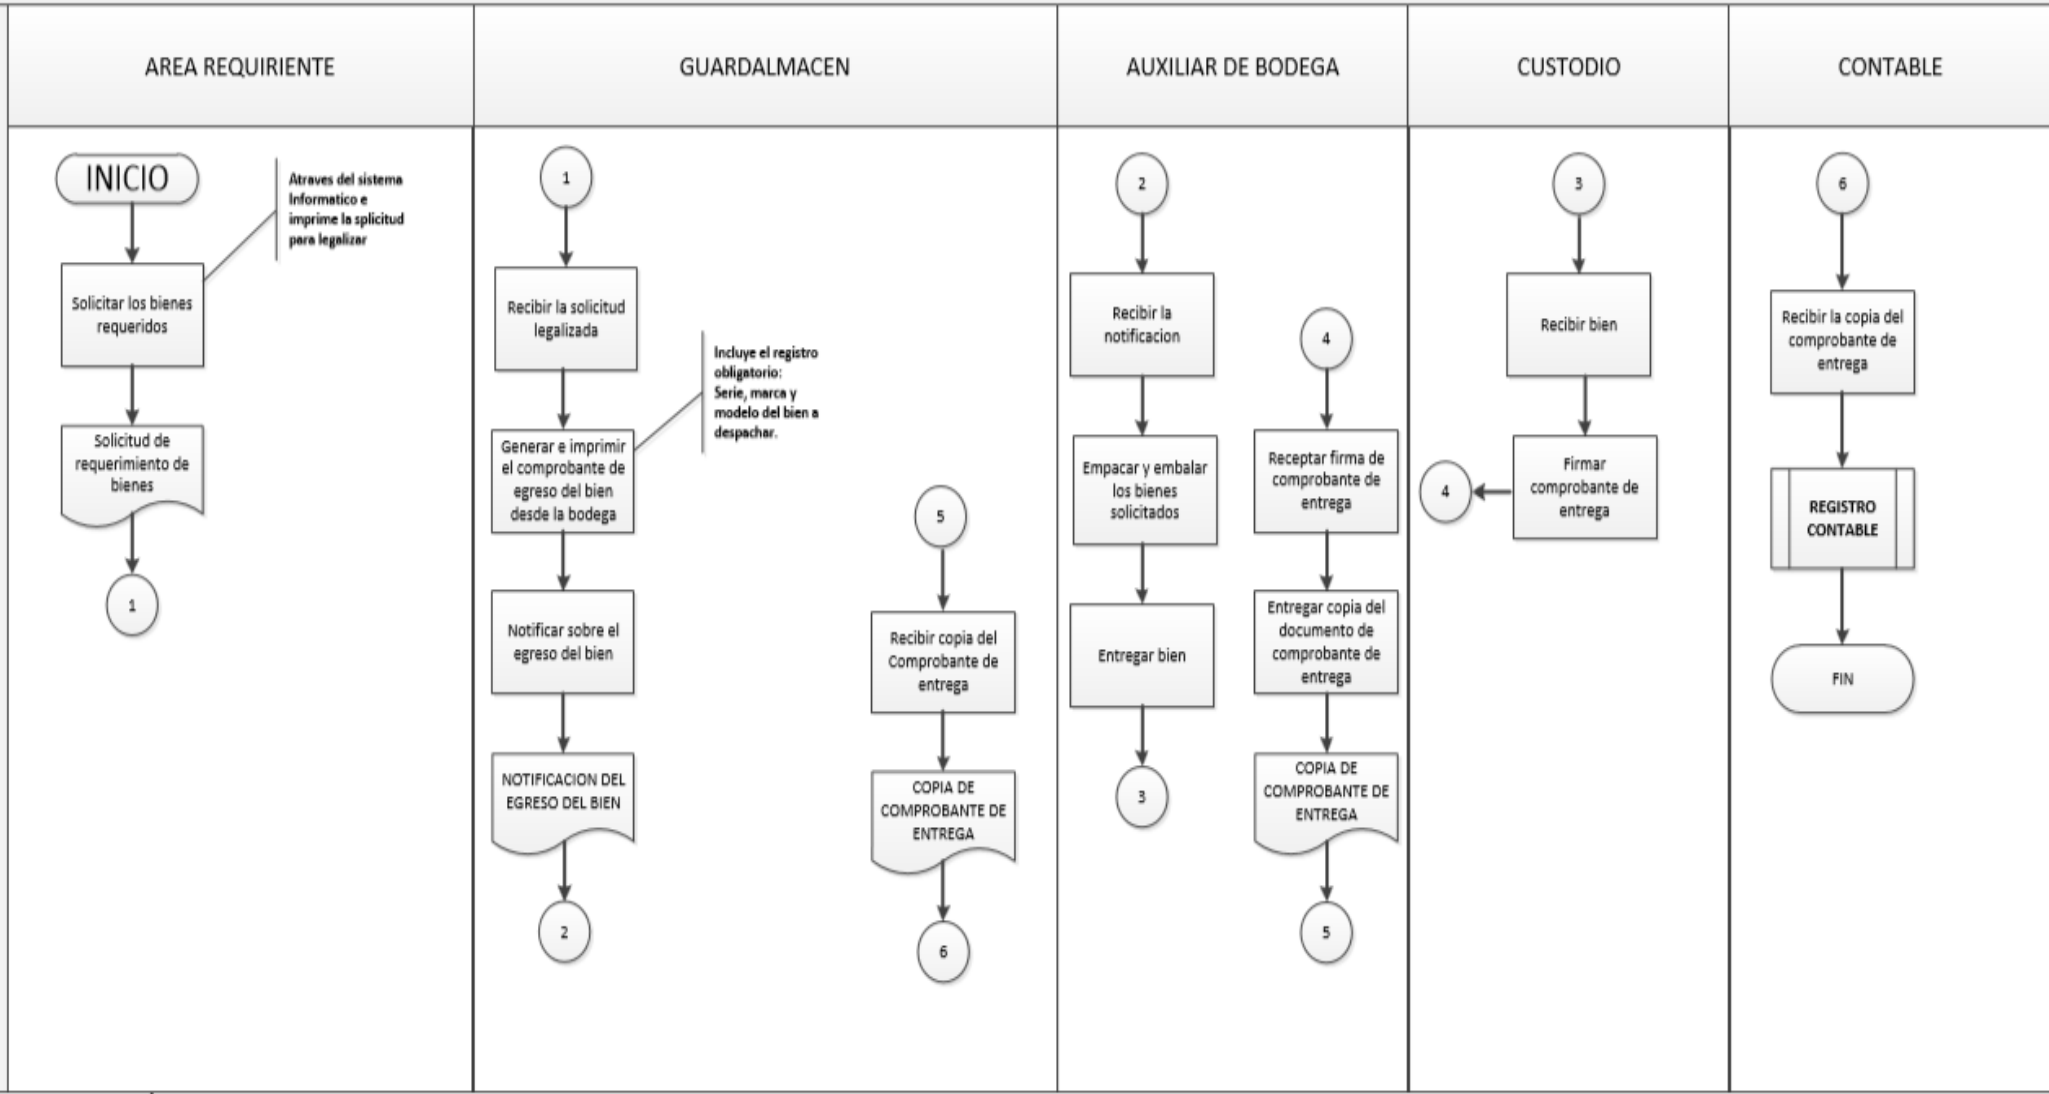 AREA REQUIRIENTE
GUARDALMACEN
AUXILIAR DE BODEGA
CUSTODIO
CONTABLE
INICIO
Atraves del sistema
Informatico e
imprime la splicitud
para legalizar
Solicitar los bienes
requeridos
Solicitud de
requerimiento de
bienes
1
1
Recibir la solicitud
legalizada
Incluye el registro
obligatorio:
Serie, marca y
modelo del bien a
despachar.
Generar e imprimir
el comprobante de
egreso del bien
desde la bodega
Notificar sobre el
egreso del bien
NOTIFICACION DEL
EGRESO DEL BIEN
2
5
Recibir copia del
Comprobante de
entrega
COPIA DE
COMPROBANTE DE
ENTREGA
6
2
Recibir la
notificacion
Empacar y embalar
los bienes
solicitados
Entregar bien
3
4
Receptar firma de
comprobante de
entrega
Entregar copia del
documento de
comprobante de
entrega
COPIA DE
COMPROBANTE DE
ENTREGA
5
3
Recibir bien
Firmar
comprobante de
entrega
4
6
Recibir la copia del
comprobante de
entrega
REGISTRO
CONTABLE
FIN